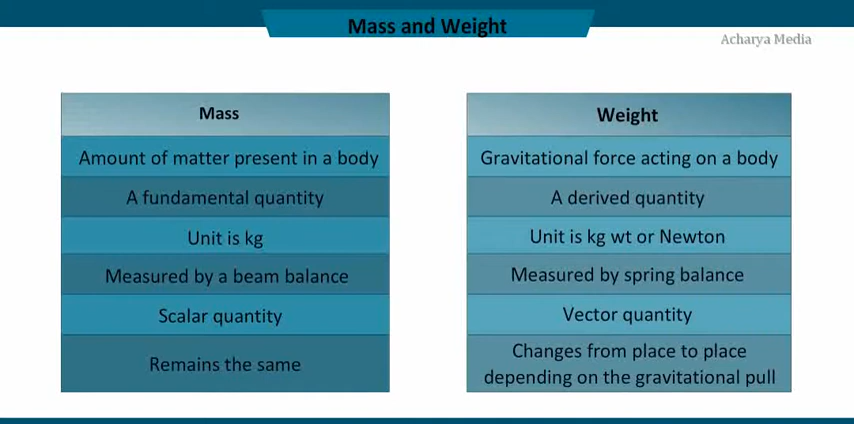 Mass and Weight
Acharya Media
Mass
Amount of matter present in a body
A fundamental quantity
Unit is kg
Measured by a beam balance
Scalar quantity
Remains the same
Weight
Gravitational force acting on a body
A derived quantity
Unit is kg wt or Newton
Measured by spring balance
Vector quantity
Changes from place to place
depending on the gravitational pull